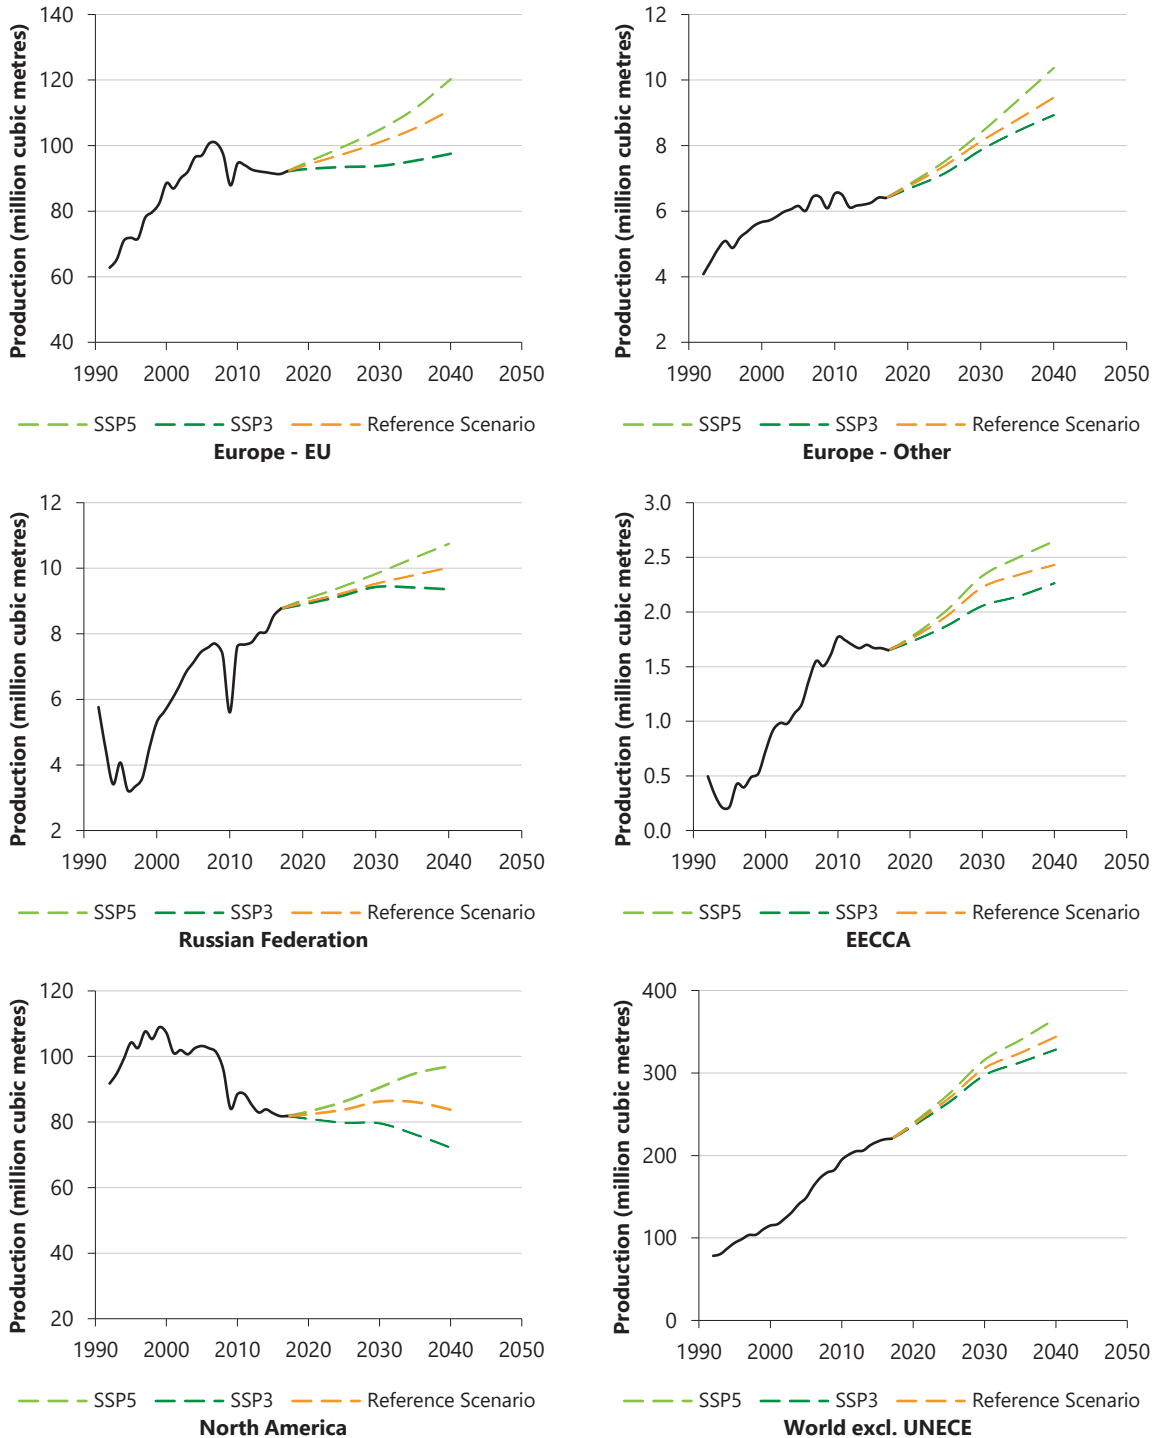 Production (million cubic metres)
140
120
100
80
60
40
1990 2000 2010 2020 2030 2040 2050
SSP5 SSP3 Reference Scenario
Europe - EU
Production (million cubic metres)
12
10
8
6
4
2
1990 2000 2010 2020 2030 2040 2050
SSP5 SSP3 Reference Scenario
Europe - Other
Production (million cubic metres)
12
10
8
6
4
2
1990 2000 2010 2020 2030 2040 2050
SSP5 SSP3 Reference Scenario
Russian Federation
Production (million cubic metres)
3.0
2.5
2.0
1.5
1.0
0.5
0.0
1990 2000 2010 2020 2030 2040 2050
SSP5 SSP3 Reference Scenario
EECCA
Production (million cubic metres)
120
100
80
60
40
20
1990 2000 2010 2020 2030 2040 2050
SSP5 SSP3 Reference Scenario
North America
Production (million cubic metres)
400
300
200
100
0
1990 2000 2010 2020 2030 2040 2050
SSP5 SSP3 Reference Scenario
World excl. UNECE